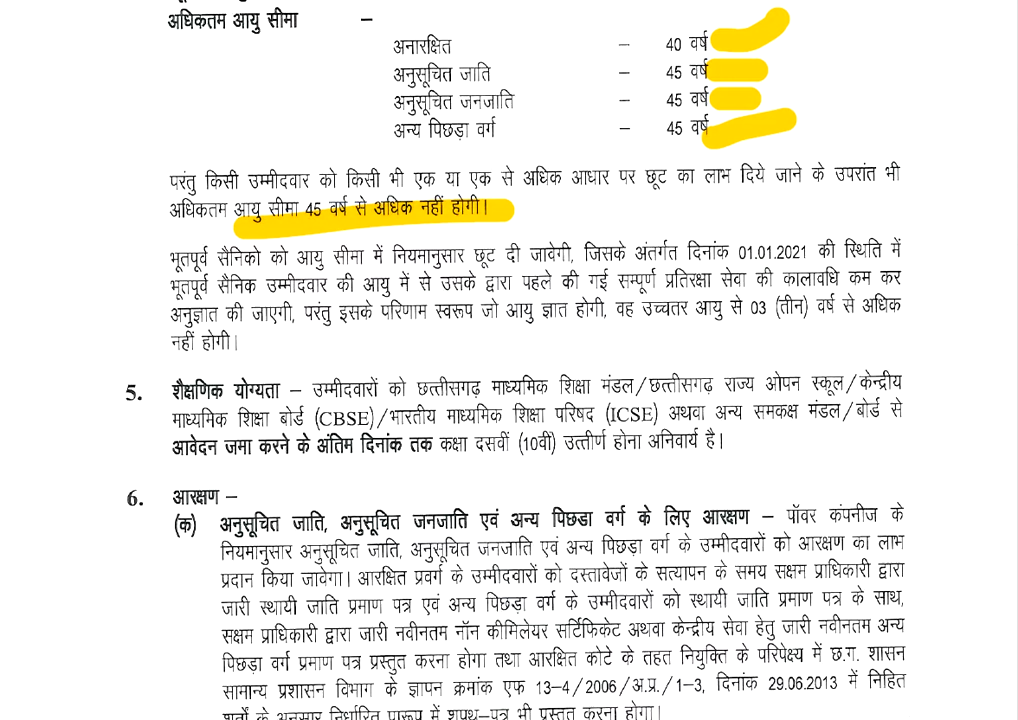 अधिकतम आयु सीमा –
अनारक्षित – 40 वर्ष
अनुसूचित जाति – 45 वर्ष
अनुसूचित जनजाति – 45 वर्ष
अन्य पिछड़ा वर्ग – 45 वर्ष
परंतु किसी उम्मीदवार को किसी भी एक या एक से अधिक आधार पर छूट का लाभ दिये जाने के उपरांत भी
अधिकतम आयु सीमा 45 वर्ष से अधिक नहीं होगी।
भूतपूर्व सैनिको को आयु सीमा में नियमानुसार छूट दी जावेगी, जिसके अंतर्गत दिनांक 01.01.2021 की स्थिति में
भूतपूर्व सैनिक उम्मीदवार की आयु में से उसके द्वारा पहले की गई सम्पूर्ण प्रतिरक्षा सेवा की कालावधि कम कर
अनुज्ञात की जाएगी, परंतु इसके परिणाम स्वरूप जो आयु ज्ञात होगी, वह उच्चतर आयु से 03 (तीन) वर्ष से अधिक
नहीं होगी।
5. शैक्षणिक योग्यता – उम्मीदवारों को छत्तीसगढ़ माध्यमिक शिक्षा मंडल/छत्तीसगढ़ राज्य ओपन स्कूल/केन्द्रीय
माध्यमिक शिक्षा बोर्ड (CBSE)/भारतीय माध्यमिक शिक्षा परिषद (ICSE) अथवा अन्य समकक्ष मंडल/बोर्ड से
आवेदन जमा करने के अंतिम दिनांक तक कक्षा दसवीं (10वीं) उत्तीर्ण होना अनिवार्य है।
6. आरक्षण –
(क) अनुसूचित जाति, अनुसूचित जनजाति एवं अन्य पिछडा वर्ग के लिए आरक्षण – पॉवर कंपनीज के
नियमानुसार अनुसूचित जाति, अनुसूचित जनजाति एवं अन्य पिछड़ा वर्ग के उम्मीदवारों को आरक्षण का लाभ
प्रदान किया जावेगा। आरक्षित प्रवर्ग के उम्मीदवारों को दस्तावेजों के सत्यापन के समय सक्षम प्राधिकारी द्वारा
जारी स्थायी जाति प्रमाण पत्र एवं अन्य पिछड़ा वर्ग के उम्मीदवारों को स्थायी जाति प्रमाण पत्र के साथ,
सक्षम प्राधिकारी द्वारा जारी नवीनतम नॉन कीमिलेयर सर्टिफिकेट अथवा केन्द्रीय सेवा हेतु जारी नवीनतम अन्य
पिछड़ा वर्ग प्रमाण पत्र प्रस्तुत करना होगा तथा आरक्षित कोटे के तहत नियुक्ति के परिपेक्ष्य में छ.ग. शासन
सामान्य प्रशासन विभाग के ज्ञापन क्रमांक एफ 13–4/2006/अ.प्र./1–3, दिनांक 29.06.2013 में निहित
शर्तों के अनुसार निर्धारित प्रारूप में शपथ–पत्र भी प्रस्तुत करना होगा।